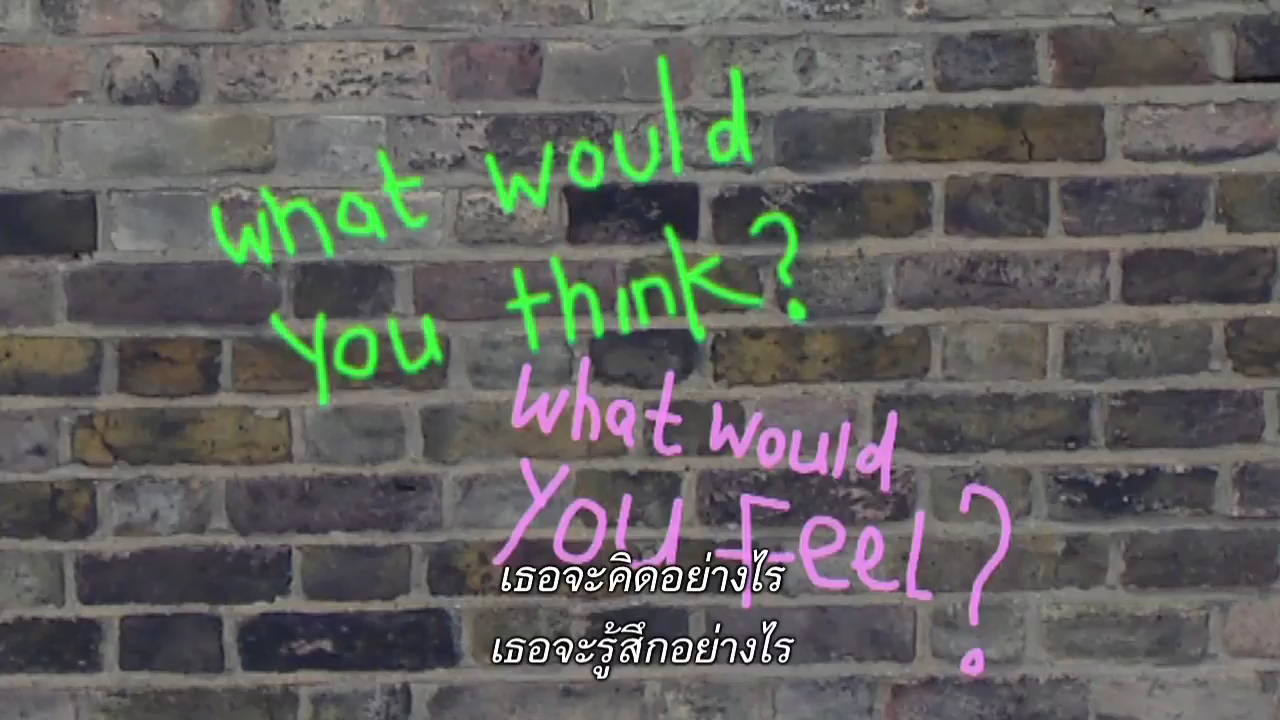 what would
you think?
what would
you feel?
เธอจะคิดอย่างไร
เธอจะรู้สึกอย่างไร